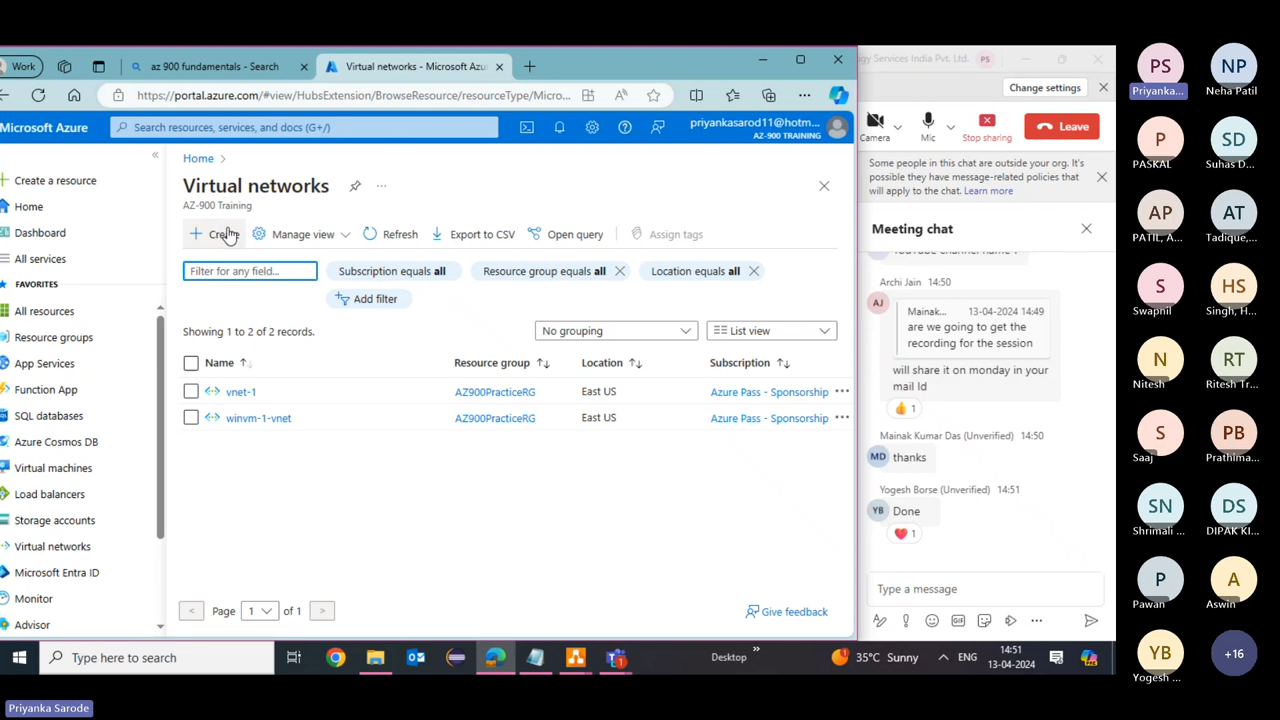 Work
az 900 fundamentals - Search
Virtual networks - Microsoft Azu
https://portal.azure.com/#view/HubsExtension/BrowseResource/resourceType/Micro...
Microsoft Azure
Search resources, services, and docs (G+/)
priyankasarod11@hotm...
AZ-900 TRAINING
Create a resource
Home
Dashboard
All services
FAVORITES
All resources
Resource groups
App Services
Function App
SQL databases
Azure Cosmos DB
Virtual machines
Load balancers
Storage accounts
Virtual networks
Microsoft Entra ID
Monitor
Advisor
Home
Virtual networks
AZ-900 Training
Create
Manage view
Refresh
Export to CSV
Open query
Assign tags
Filter for any field...
Subscription equals all
Resource group equals all
Location equals all
Add filter
Showing 1 to 2 of 2 records.
No grouping
List view
Name
Resource group
Location
Subscription
vnet-1
AZ900PracticeRG
East US
Azure Pass - Sponsorship
winvm-1-vnet
AZ900PracticeRG
East US
Azure Pass - Sponsorship
< Page 1 of 1 >
Give feedback
gy Services India Pvt. Ltd.
PS
Change settings
Camera
Mic
Stop sharing
Leave
Some people in this chat are outside your org. It's
possible they have message-related policies that
will apply to the chat. Learn more
Meeting chat
Archi Jain 14:50
AJ
Mainak... 13-04-2024 14:49
are we going to get the
recording for the session
will share it on monday in your
mail Id
1
Mainak Kumar Das (Unverified) 14:50
MD
thanks
Yogesh Borse (Unverified) 14:51
YB
Done
1
Type a message
GIF
Type here to search
1
Desktop
35°C Sunny
ENG
14:51
13-04-2024
PS
Priyanka...
NP
Neha Patil
P
PASKAL
SD
Suhas D...
AP
PATIL, A...
AT
Tadique,...
S
Swapnil
HS
Singh, H...
N
Nitesh
RT
Ritesh Tr...
S
Saaj
PB
Prathima...
SN
Shrimali ...
DS
DIPAK KI...
P
Pawan
A
Aswin
YB
Yogesh ...
+16
Priyanka Sarode